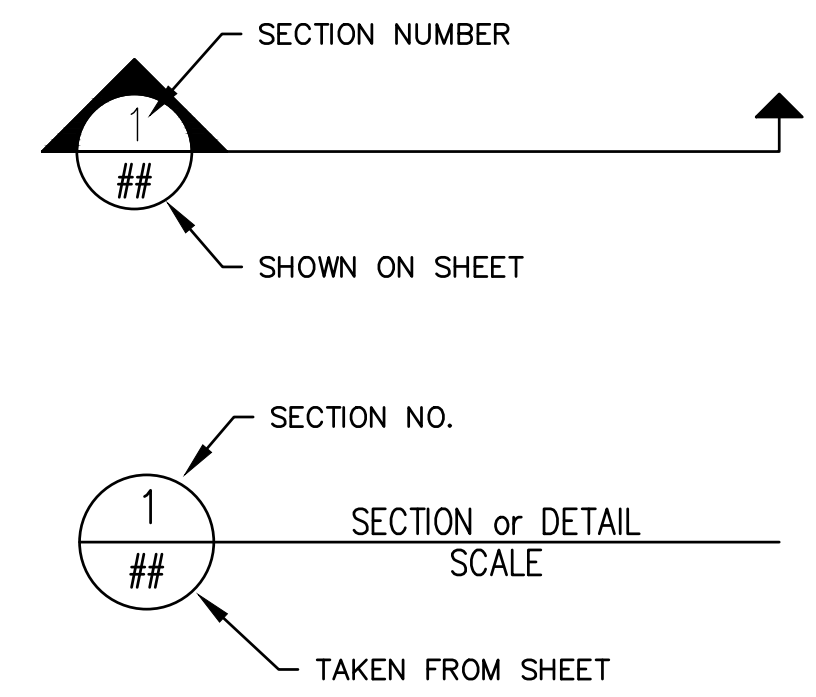 SECTION NUMBER
1
##
SHOWN ON SHEET
SECTION NO.
1
##
SECTION or DETAIL
SCALE
TAKEN FROM SHEET